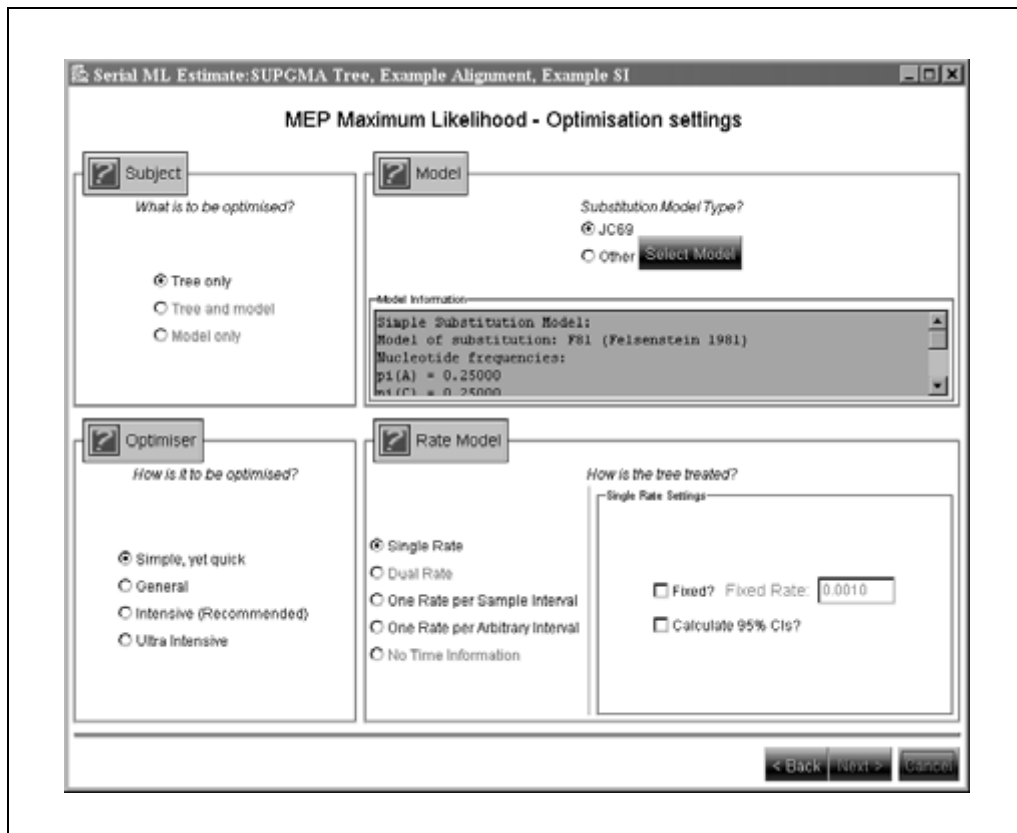 Serial ML Estimate:SUPGMA Tree, Example Alignment, Example SI
MEP Maximum Likelihood - Optimisation settings
? Subject
What is to be optimised?
Tree only
Tree and model
Model only
? Model
Substitution Model Type?
JC69
Other Select Model
Model Information
Simple Substitution Model:
Model of substitution: F81 (Felsenstein 1981)
Nucleotide frequencies:
pi(A) = 0.25000
pi(C) = 0.25000
? Optimiser
How is it to be optimised?
Simple, yet quick
General
Intensive (Recommended)
Ultra Intensive
? Rate Model
How is the tree treated?
Single Rate
Dual Rate
One Rate per Sample Interval
One Rate per Arbitrary Interval
No Time Information
Single Rate Settings
Fixed? Fixed Rate: 0.0010
Calculate 95% CIs?
< Back Next > Cancel